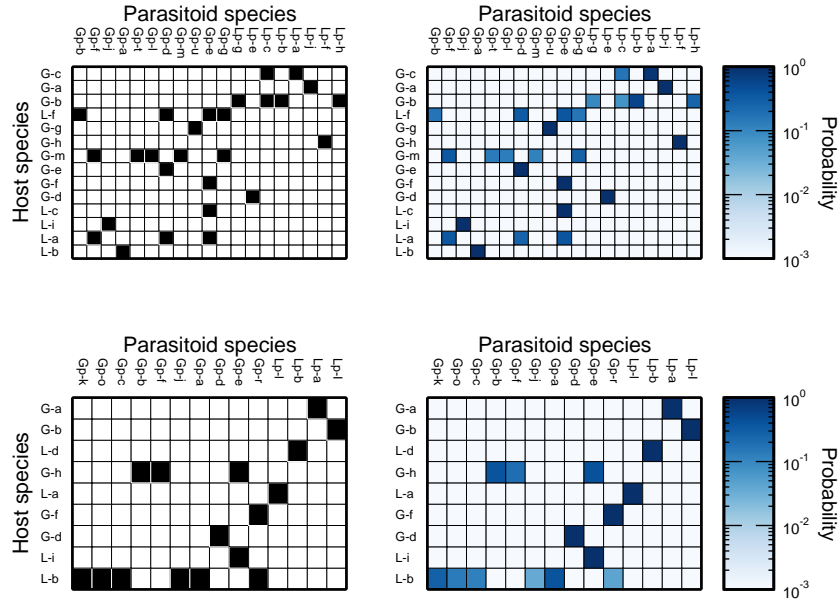 Parasitoid species
Gp-b
Gp-f
Gp-j
Gp-a
Gp-t
Gp-l
Gp-d
Gp-m
Gp-u
Gp-e
Gp-g
Lp-g
Lp-e
Lp-c
Lp-b
Lp-a
Lp-j
Lp-f
Lp-h
Host species
G-c
G-a
G-b
L-f
G-g
G-h
G-m
G-e
G-f
G-d
L-c
L-i
L-a
L-b
Parasitoid species
Gp-b
Gp-f
Gp-j
Gp-a
Gp-t
Gp-l
Gp-d
Gp-m
Gp-u
Gp-e
Gp-g
Lp-g
Lp-e
Lp-c
Lp-b
Lp-a
Lp-j
Lp-f
Lp-h
10^0
10^-1
10^-2
10^-3
Probability
Parasitoid species
Gp-k
Gp-o
Gp-c
Gp-b
Gp-f
Gp-j
Gp-a
Gp-d
Gp-e
Gp-r
Lp-l
Lp-b
Lp-a
Lp-l
Host species
G-a
G-b
L-d
G-h
L-a
G-f
G-d
L-i
L-b
Parasitoid species
Gp-k
Gp-o
Gp-c
Gp-b
Gp-f
Gp-j
Gp-a
Gp-d
Gp-e
Gp-r
Lp-l
Lp-b
Lp-a
Lp-l
G-a
G-b
L-d
G-h
L-a
G-f
G-d
L-i
L-b
10^0
10^-1
10^-2
10^-3
Probability